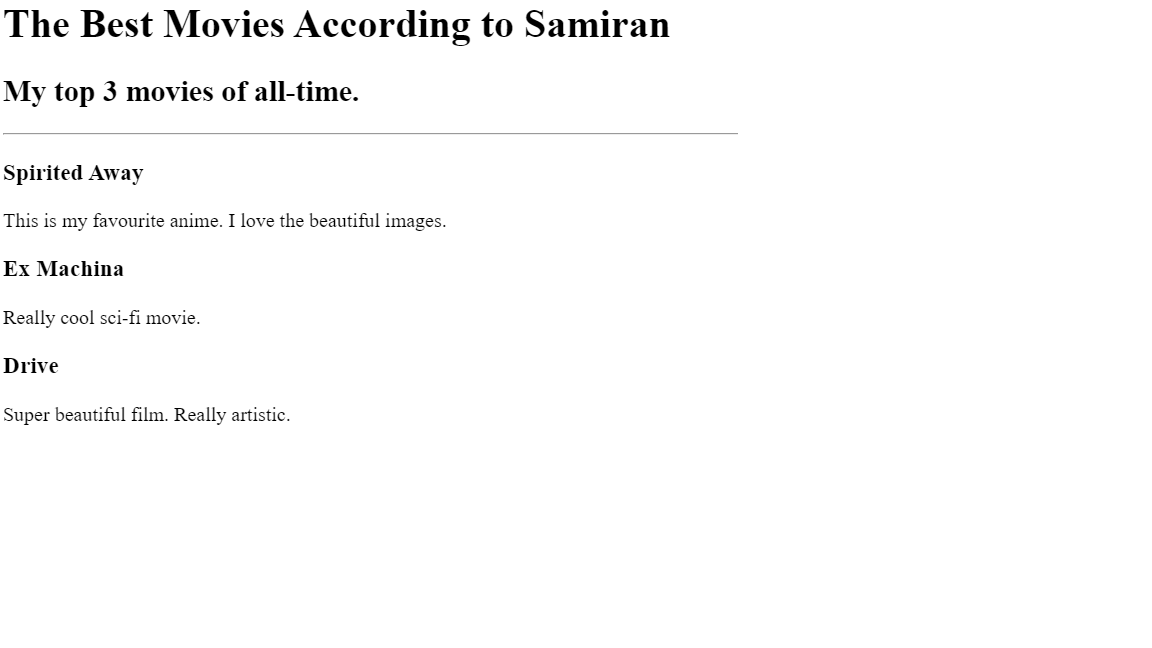 The Best Movies According to Samiran
My top 3 movies of all-time.
Spirited Away
This is my favourite anime. I love the beautiful images.
Ex Machina
Really cool sci-fi movie.
Drive
Super beautiful film. Really artistic.